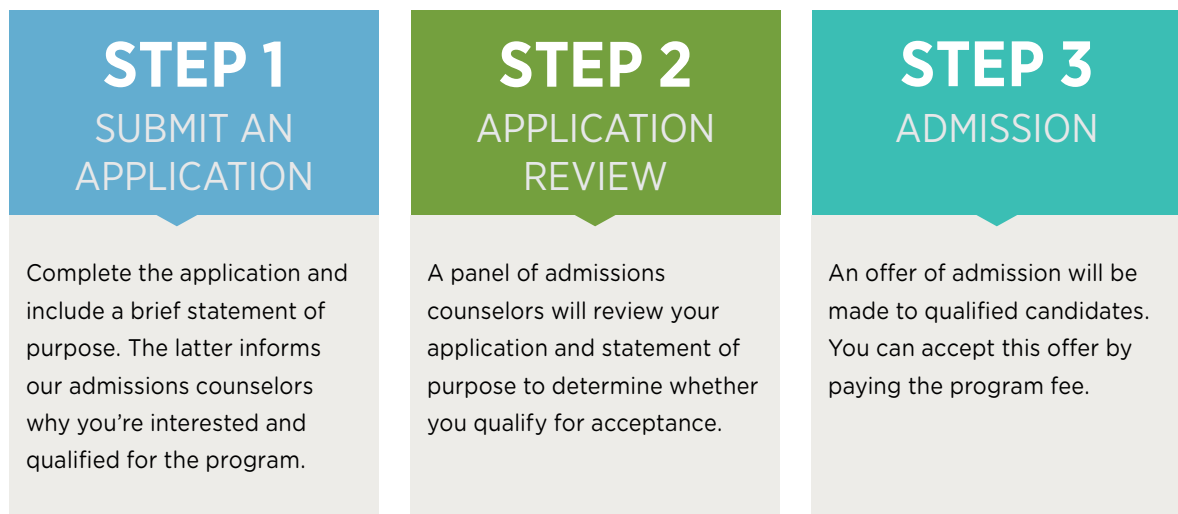 STEP 1
SUBMIT AN
APPLICATION
Complete the application and
include a brief statement of
purpose. The latter informs
our admissions counselors
why you’re interested and
qualified for the program.
STEP 2
APPLICATION
REVIEW
A panel of admissions
counselors will review your
application and statement of
purpose to determine whether
you qualify for acceptance.
STEP 3
ADMISSION
An offer of admission will be
made to qualified candidates.
You can accept this offer by
paying the program fee.